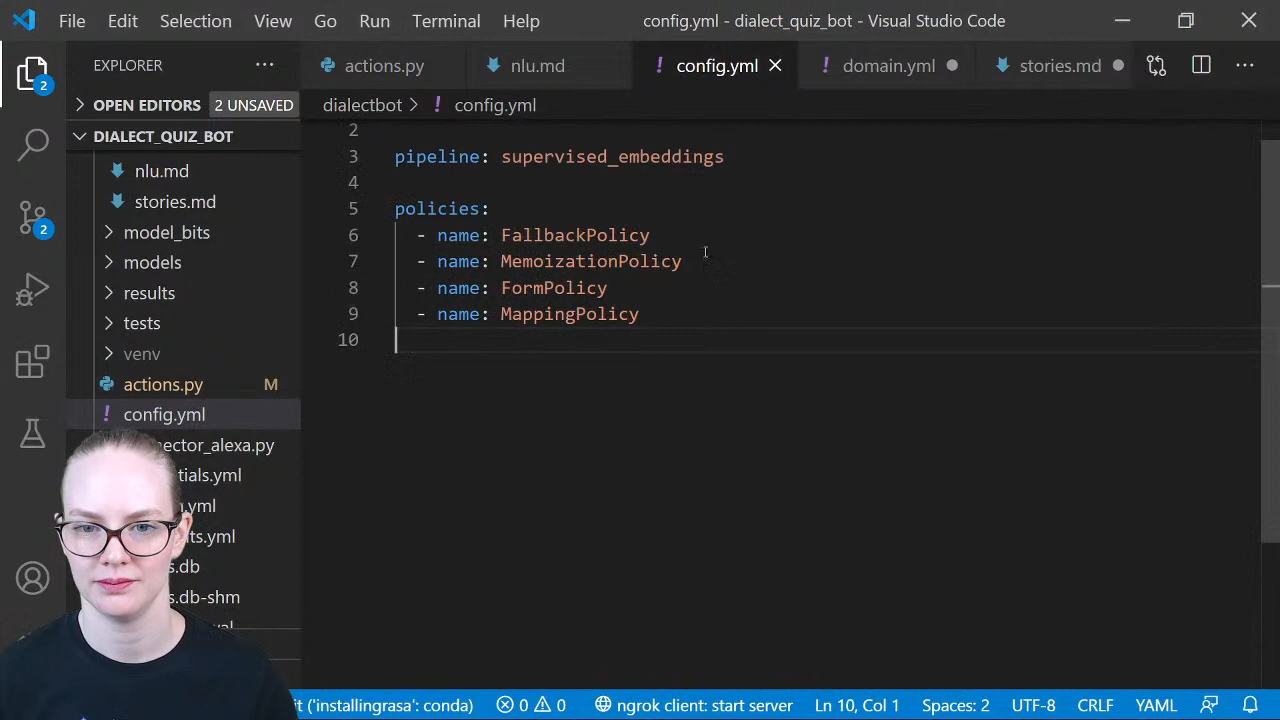 File Edit Selection View Go Run Terminal Help config.yml - dialect_quiz_bot - Visual Studio Code
EXPLORER ...
actions.py nlu.md ! config.yml ! domain.yml stories.md ...
OPEN EDITORS 2 UNSAVED
dialectbot > ! config.yml
DIALECT_QUIZ_BOT
nlu.md
stories.md
model_bits
models
results
tests
venv
actions.py M
! config.yml
nector_alexa.py
tials.yml
.yml
ts.yml
s.db
s.db-shm
2
2
2
3 pipeline: supervised_embeddings
4
5 policies:
6 - name: FallbackPolicy
7 - name: MemoizationPolicy
8 - name: FormPolicy
9 - name: MappingPolicy
10
it ('installingrasa': conda) 0 0 ngrok client: start server Ln 10, Col 1 Spaces: 2 UTF-8 CRLF YAML